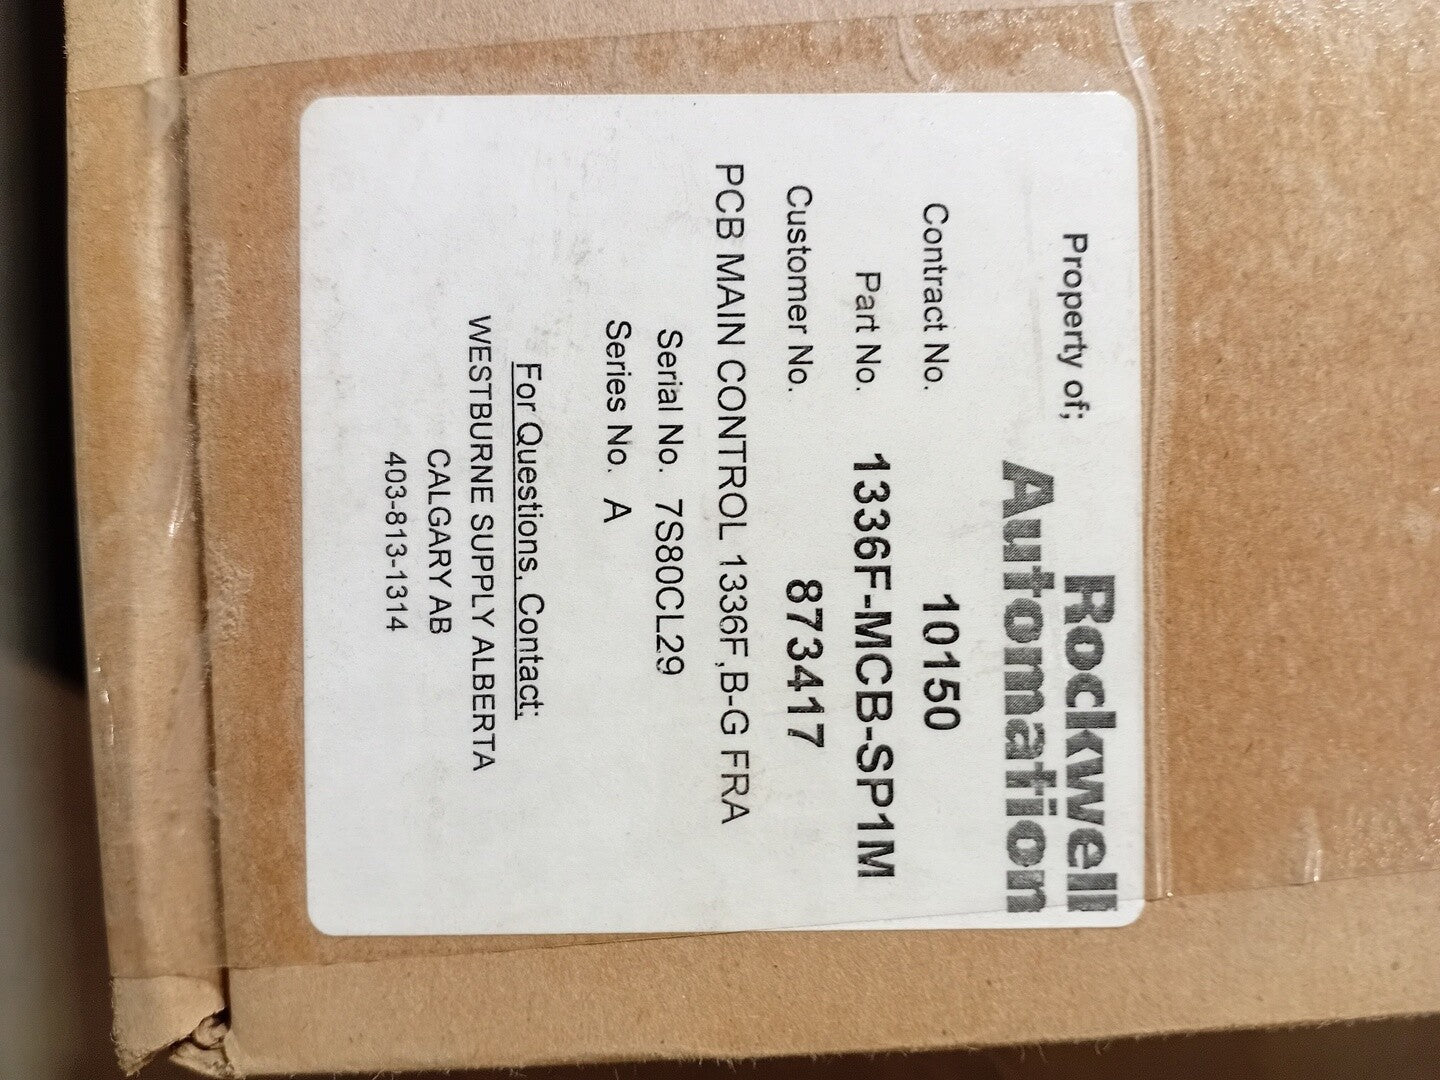 Property of;
Rockwell
Automation
Contract No. 10150
Part No. 1336F-MCB-SP1M
Customer No. 873417
PCB MAIN CONTROL 1336F,B-G FRA
Serial No. 7S80CL29
Series No. A
For Questions, Contact:
WESTBURNE SUPPLY ALBERTA
CALGARY AB
403-813-1314